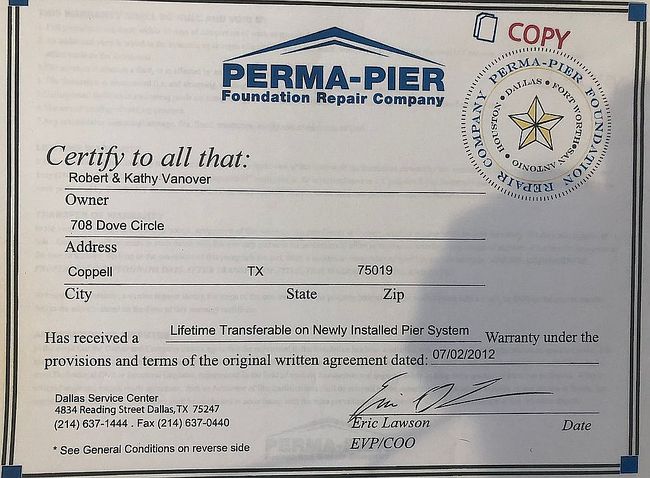 COPY
PERMA-PIER
Foundation Repair Company
PERMA-PIER FOUNDATION REPAIR COMPANY
HOUSTON • DALLAS • FORT WORTH • SAN ANTONIO
Certify to all that:
Robert & Kathy Vanover
Owner
708 Dove Circle
Address
Coppell TX 75019
City State Zip
Has received a Lifetime Transferable on Newly Installed Pier System Warranty under the
provisions and terms of the original written agreement dated: 07/02/2012
Dallas Service Center
4834 Reading Street Dallas,TX 75247
(214) 637-1444 . Fax (214) 637-0440
* See General Conditions on reverse side
Eric Lawson Date
EVP/COO
PERMA-PIER